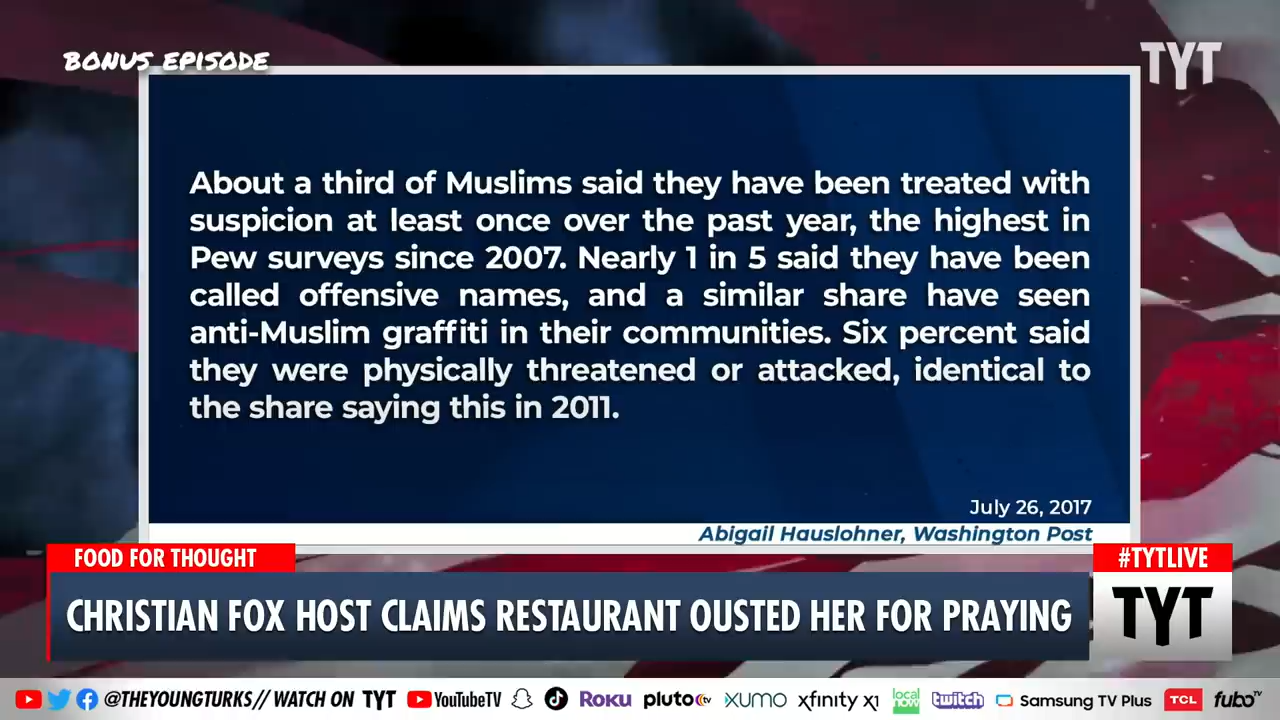 BONUS EPISODE
TYT
About a third of Muslims said they have been treated with
suspicion at least once over the past year, the highest in
Pew surveys since 2007. Nearly 1 in 5 said they have been
called offensive names, and a similar share have seen
anti-Muslim graffiti in their communities. Six percent said
they were physically threatened or attacked, identical to
the share saying this in 2011.
July 26, 2017
Abigail Hauslohner, Washington Post
FOOD FOR THOUGHT
#TYTLIVE
CHRISTIAN FOX HOST CLAIMS RESTAURANT OUSTED HER FOR PRAYING
TYT
@THEYOUNGTURKS// WATCH ON TYT YouTubeTV Roku pluto tv xumo xfinity x1 local now twitch Samsung TV Plus TCL fuboTV